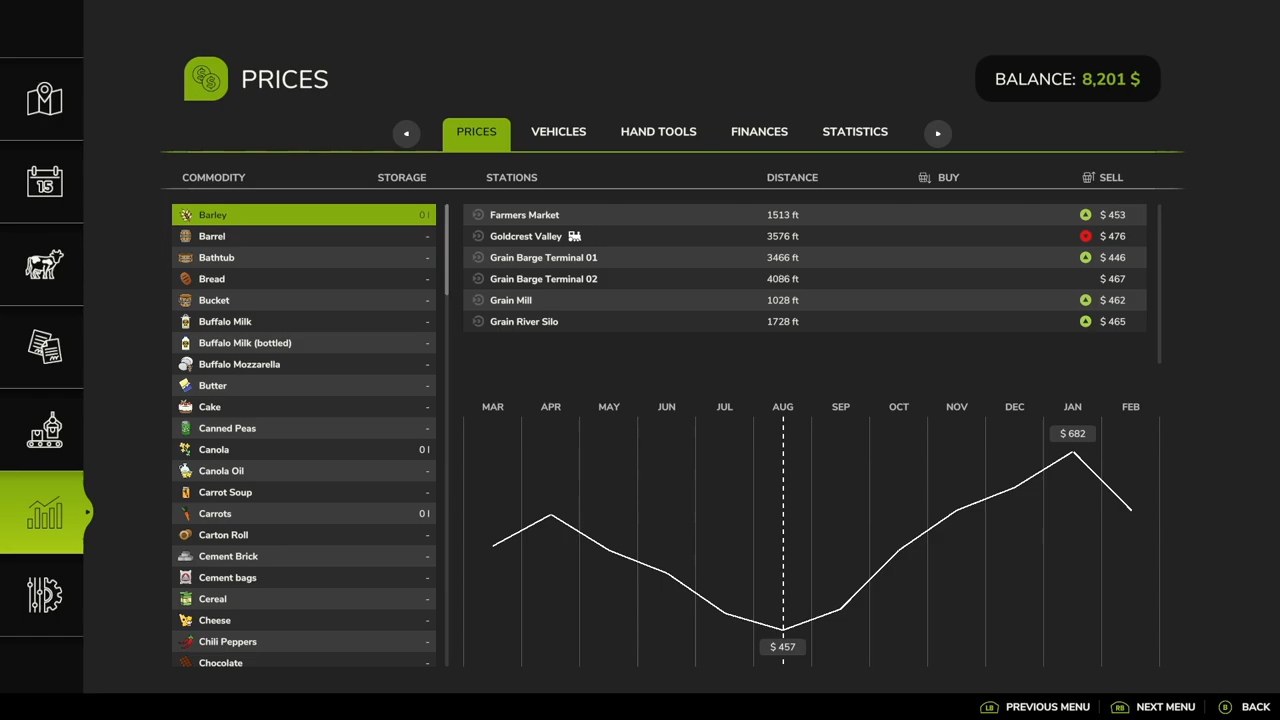 PRICES
BALANCE: 8,201 $
PRICES VEHICLES HAND TOOLS FINANCES STATISTICS
COMMODITY STORAGE STATIONS DISTANCE BUY SELL
15
Barley 0 l
Barrel -
Bathtub -
Bread -
Bucket -
Buffalo Milk -
Buffalo Milk (bottled) -
Buffalo Mozzarella -
Butter -
Cake -
Canned Peas -
Canola 0 l
Canola Oil -
Carrot Soup -
Carrots 0 l
Carton Roll -
Cement Brick -
Cement bags -
Cereal -
Cheese -
Chili Peppers -
Chocolate -
Farmers Market 1513 ft $ 453
Goldcrest Valley 3576 ft $ 476
Grain Barge Terminal 01 3466 ft $ 446
Grain Barge Terminal 02 4086 ft $ 467
Grain Mill 1028 ft $ 462
Grain River Silo 1728 ft $ 465
MAR APR MAY JUN JUL AUG SEP OCT NOV DEC JAN FEB
$ 682
$ 457
LB PREVIOUS MENU RB NEXT MENU B BACK